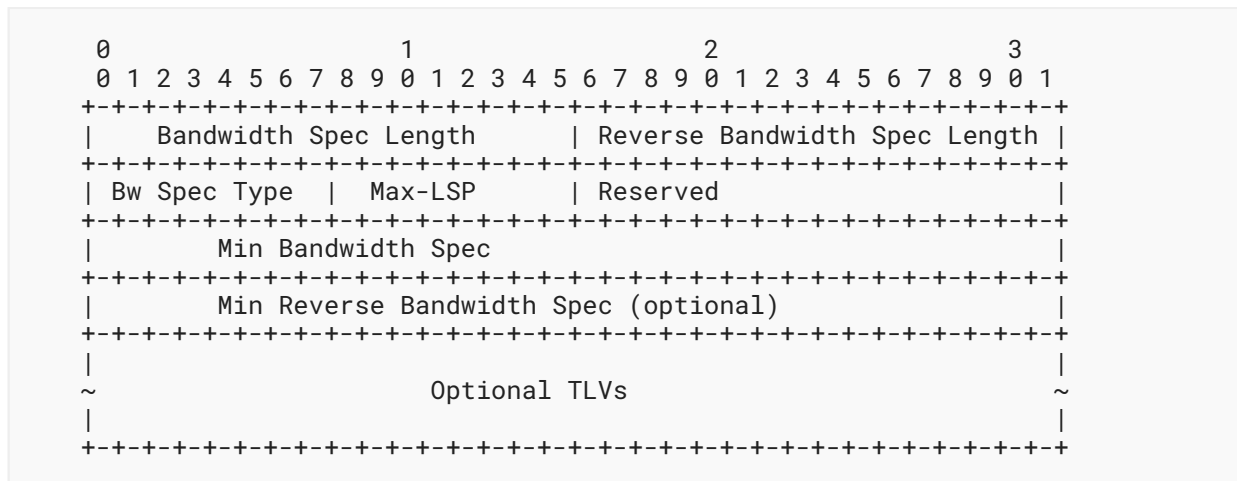 0                   1                   2                   3
 0 1 2 3 4 5 6 7 8 9 0 1 2 3 4 5 6 7 8 9 0 1 2 3 4 5 6 7 8 9 0 1
+-+-+-+-+-+-+-+-+-+-+-+-+-+-+-+-+-+-+-+-+-+-+-+-+-+-+-+-+-+-+-+-+
|    Bandwidth Spec Length      | Reverse Bandwidth Spec Length |
+-+-+-+-+-+-+-+-+-+-+-+-+-+-+-+-+-+-+-+-+-+-+-+-+-+-+-+-+-+-+-+-+
| Bw Spec Type  |  Max-LSP      | Reserved                      |
+-+-+-+-+-+-+-+-+-+-+-+-+-+-+-+-+-+-+-+-+-+-+-+-+-+-+-+-+-+-+-+-+
|        Min Bandwidth Spec                                     |
+-+-+-+-+-+-+-+-+-+-+-+-+-+-+-+-+-+-+-+-+-+-+-+-+-+-+-+-+-+-+-+-+
|        Min Reverse Bandwidth Spec (optional)                  |
+-+-+-+-+-+-+-+-+-+-+-+-+-+-+-+-+-+-+-+-+-+-+-+-+-+-+-+-+-+-+-+-+
|                                                               |
~                      Optional TLVs                            ~
|                                                               |
+-+-+-+-+-+-+-+-+-+-+-+-+-+-+-+-+-+-+-+-+-+-+-+-+-+-+-+-+-+-+-+-+